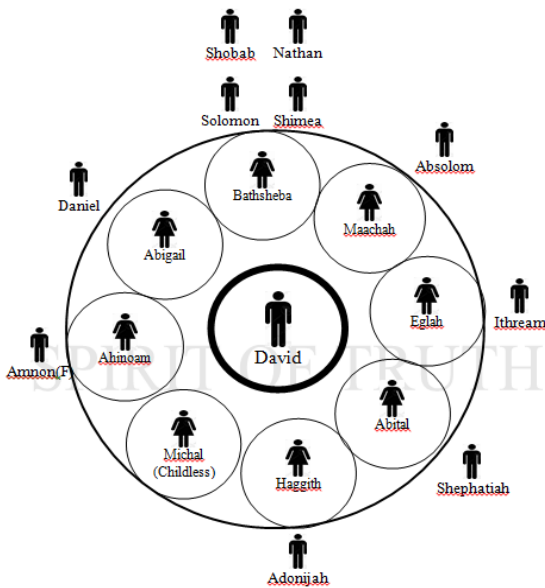 Shobab Nathan
Solomon Shimea
Absolom
Daniel
Bathsheba
Maachah
Abigail
Eglah
Ithream
Ahinoam
David
Amnon(F)
SPIRIT OF TRUTH
Abital
Michal
(Childless)
Haggith
Shephatiah
Adonijah